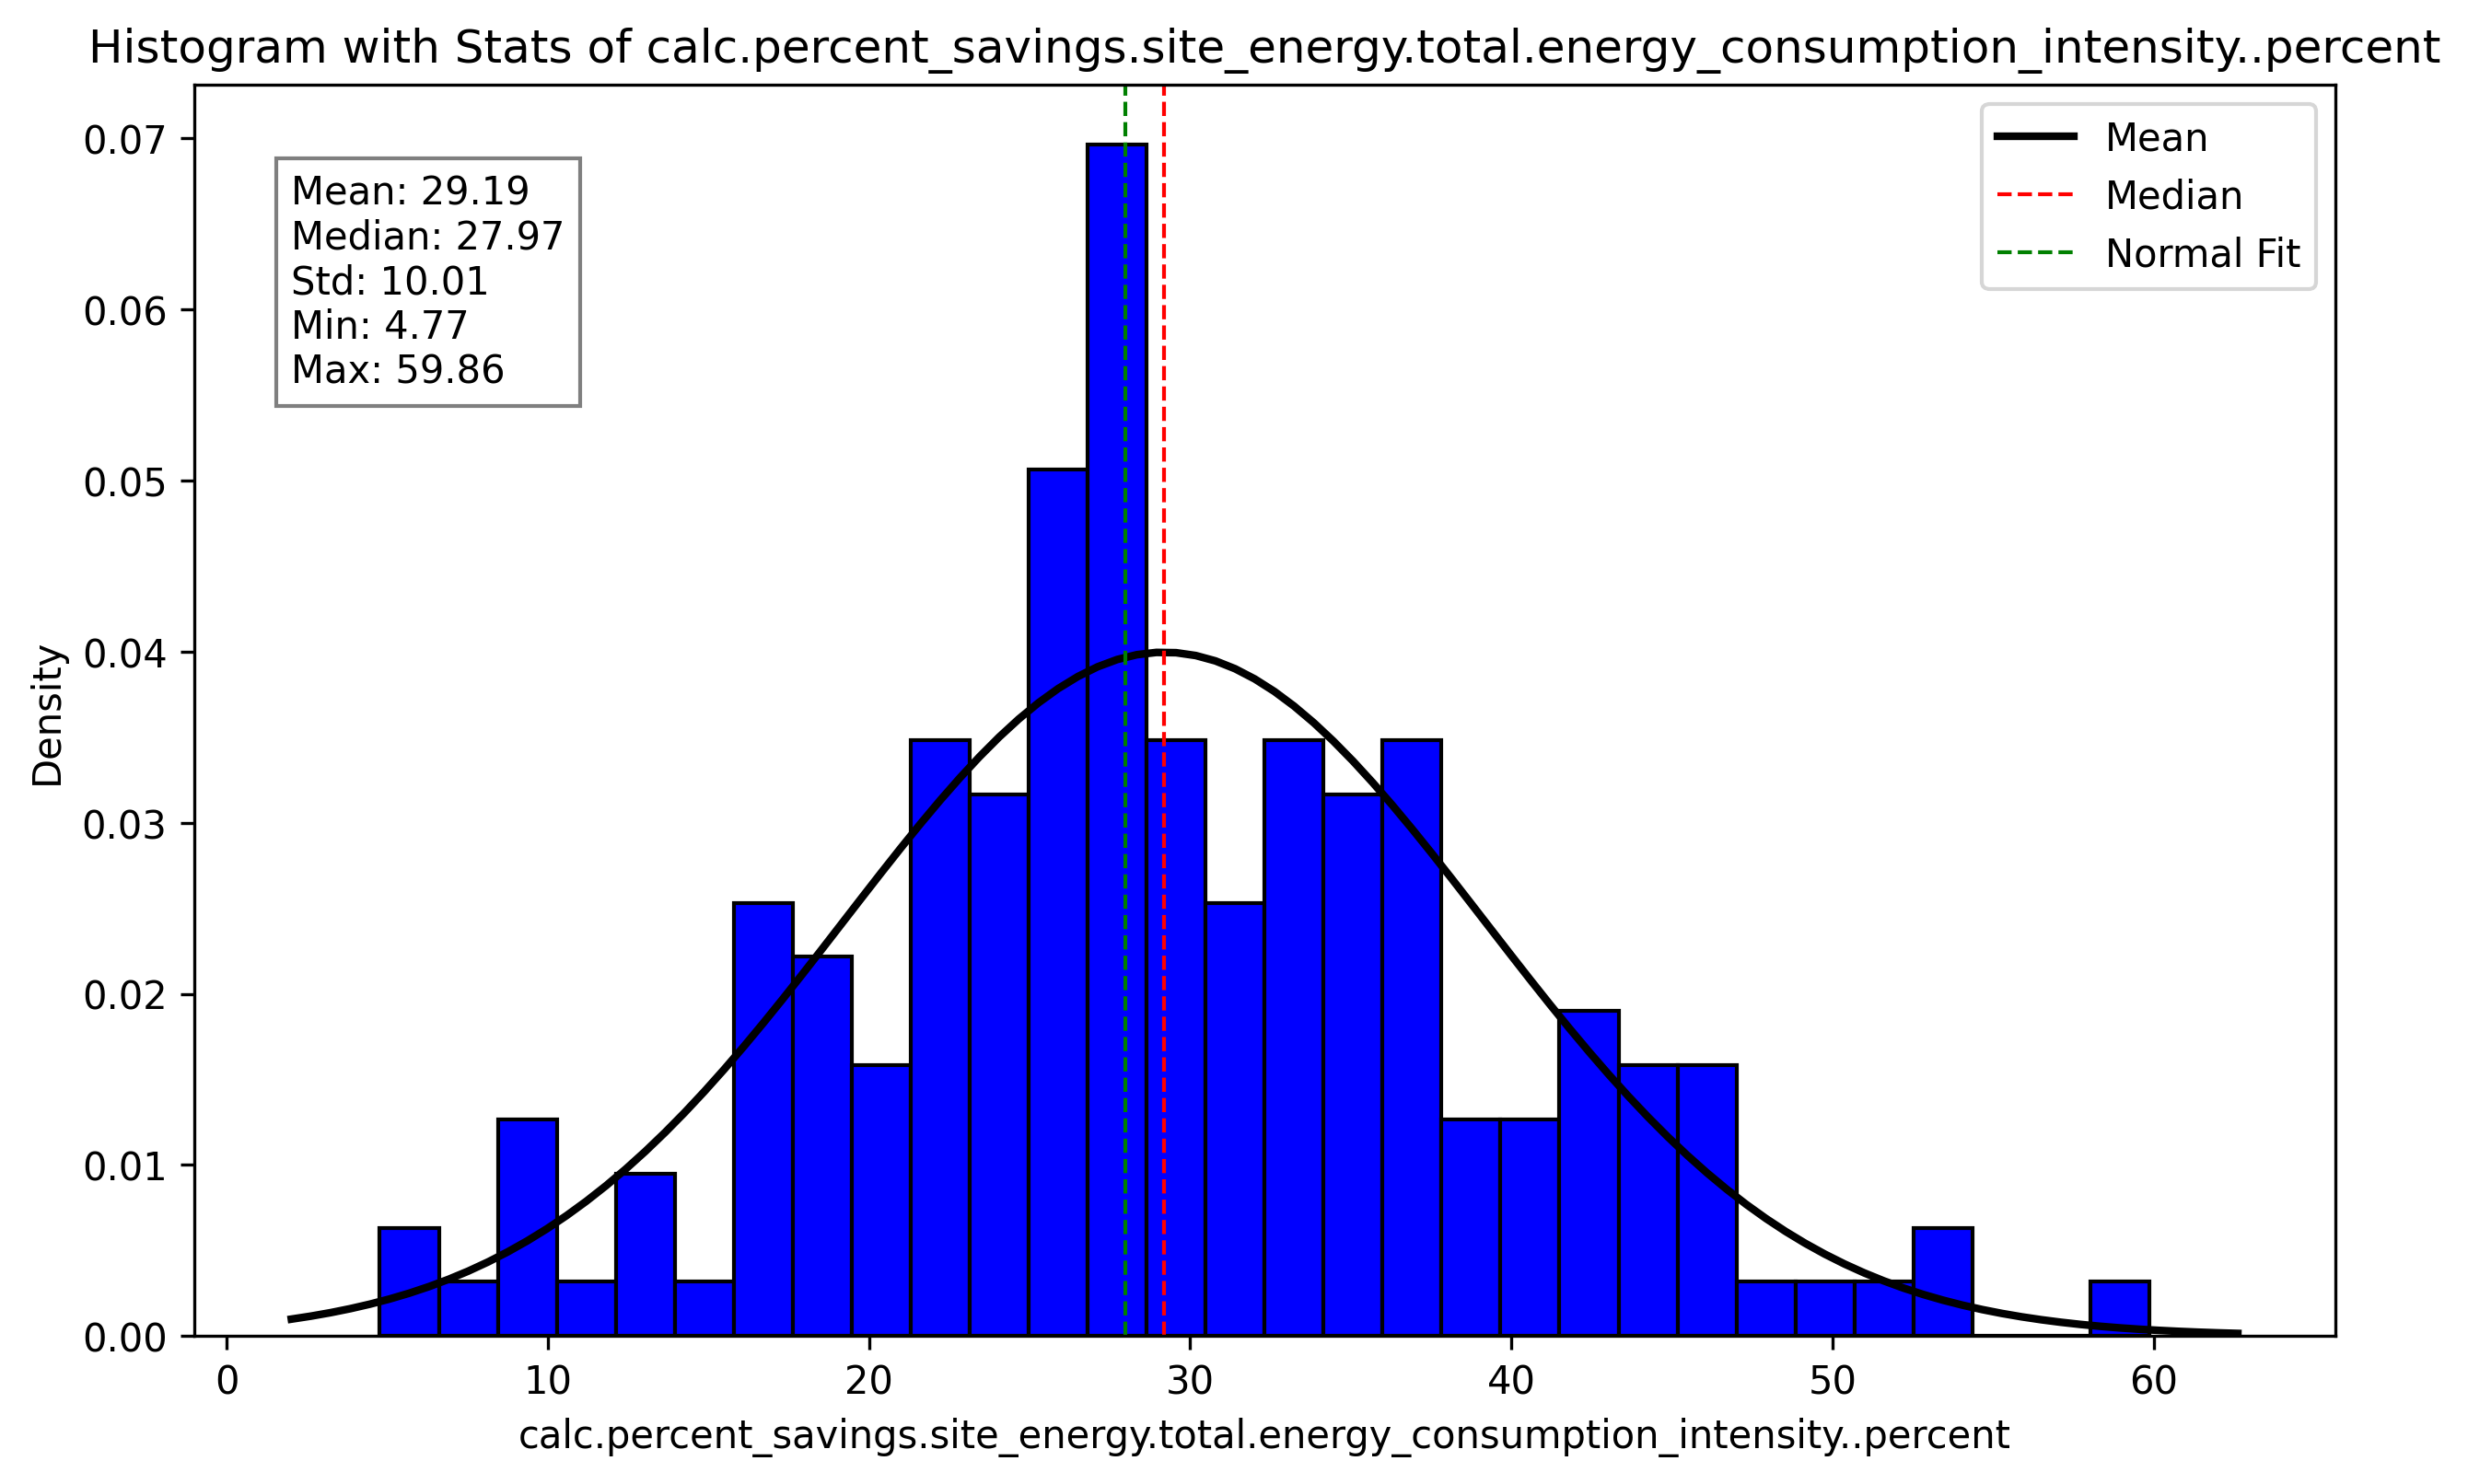 Histogram with Stats of calc.percent_savings.site_energy.total.energy_consumption_intensity..percent
Mean: 29.19
Median: 27.97
Std: 10.01
Min: 4.77
Max: 59.86
Mean
Median
Normal Fit
Density
0.07
0.06
0.05
0.04
0.03
0.02
0.01
0.00
0 10 20 30 40 50 60
calc.percent_savings.site_energy.total.energy_consumption_intensity..percent